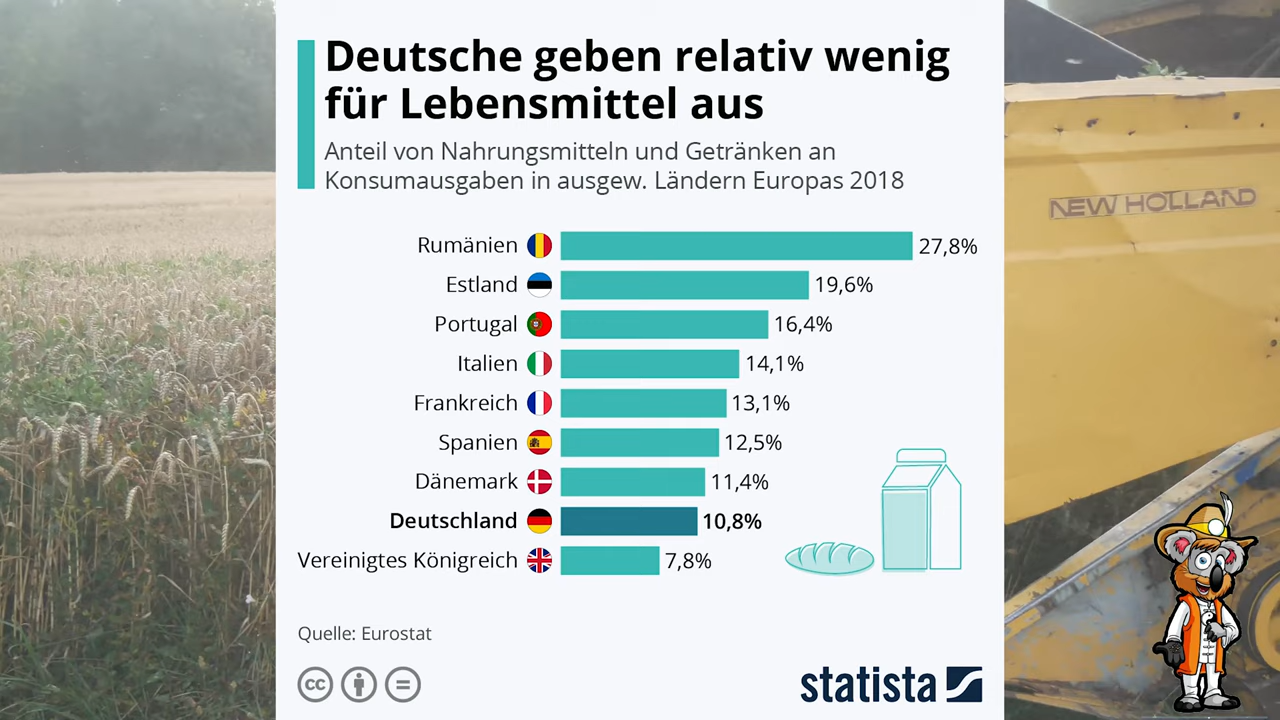 Deutsche geben relativ wenig
für Lebensmittel aus
Anteil von Nahrungsmitteln und Getränken an
Konsumausgaben in ausgew. Ländern Europas 2018
Rumänien 27,8%
Estland 19,6%
Portugal 16,4%
Italien 14,1%
Frankreich 13,1%
Spanien 12,5%
Dänemark 11,4%
Deutschland 10,8%
Vereinigtes Königreich 7,8%
Quelle: Eurostat
cc
statista
NEW HOLLAND